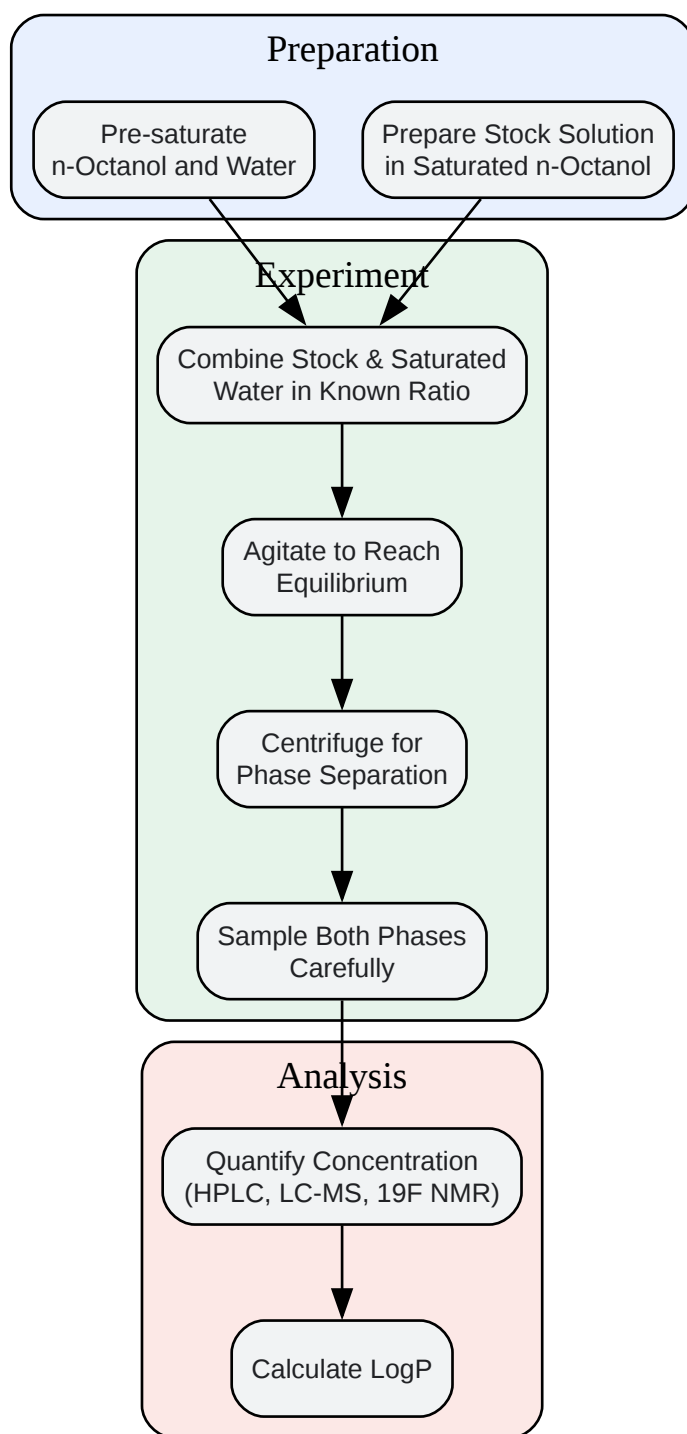 Preparation
Pre-saturate
n-Octanol and Water
Prepare Stock Solution
in Saturated n-Octanol
Experiment
Combine Stock & Saturated
Water in Known Ratio
Agitate to Reach
Equilibrium
Centrifuge for
Phase Separation
Sample Both Phases
Carefully
Analysis
Quantify Concentration
(HPLC, LC-MS, 19F NMR)
Calculate LogP